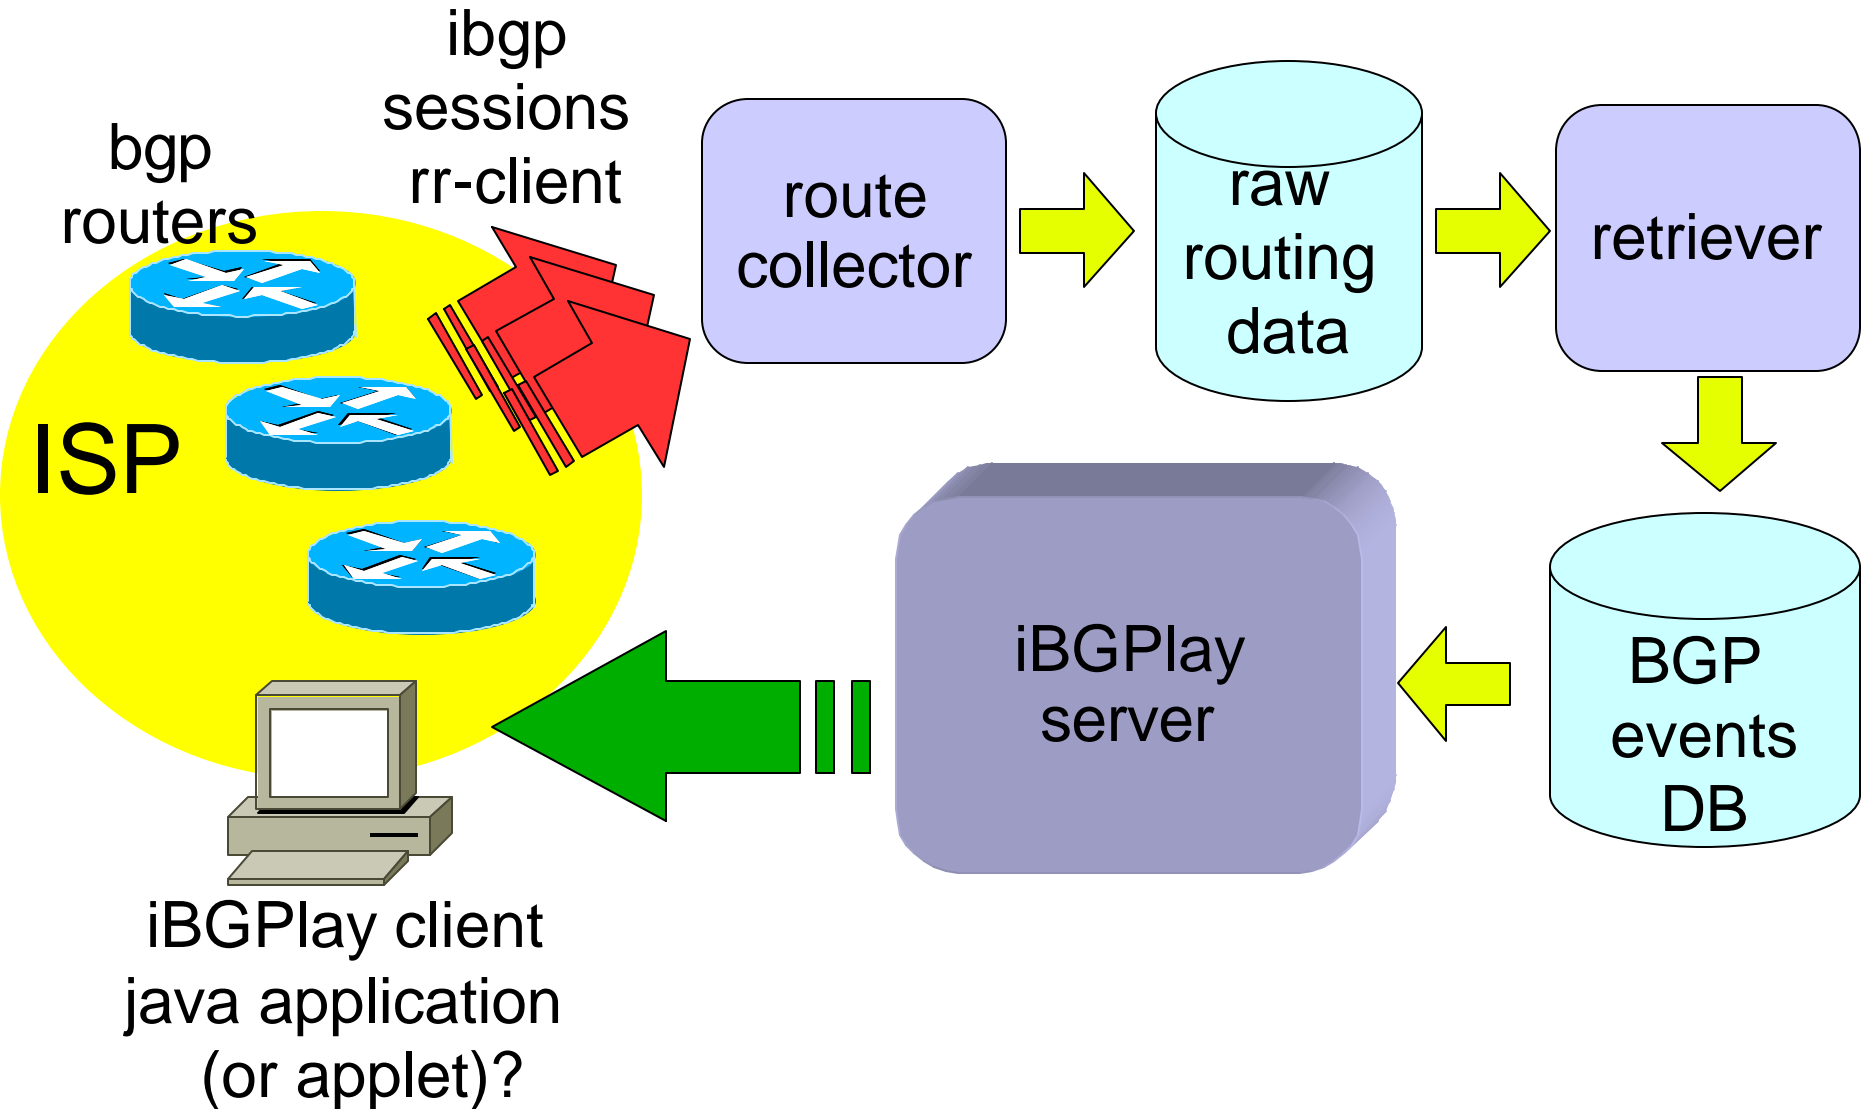 ibgp
sessions
rr-client
bgp
routers
ISP
route
collector
raw
routing
data
retriever
BGP
events
DB
iBGPlay
server
iBGPlay client
java application
(or applet)?